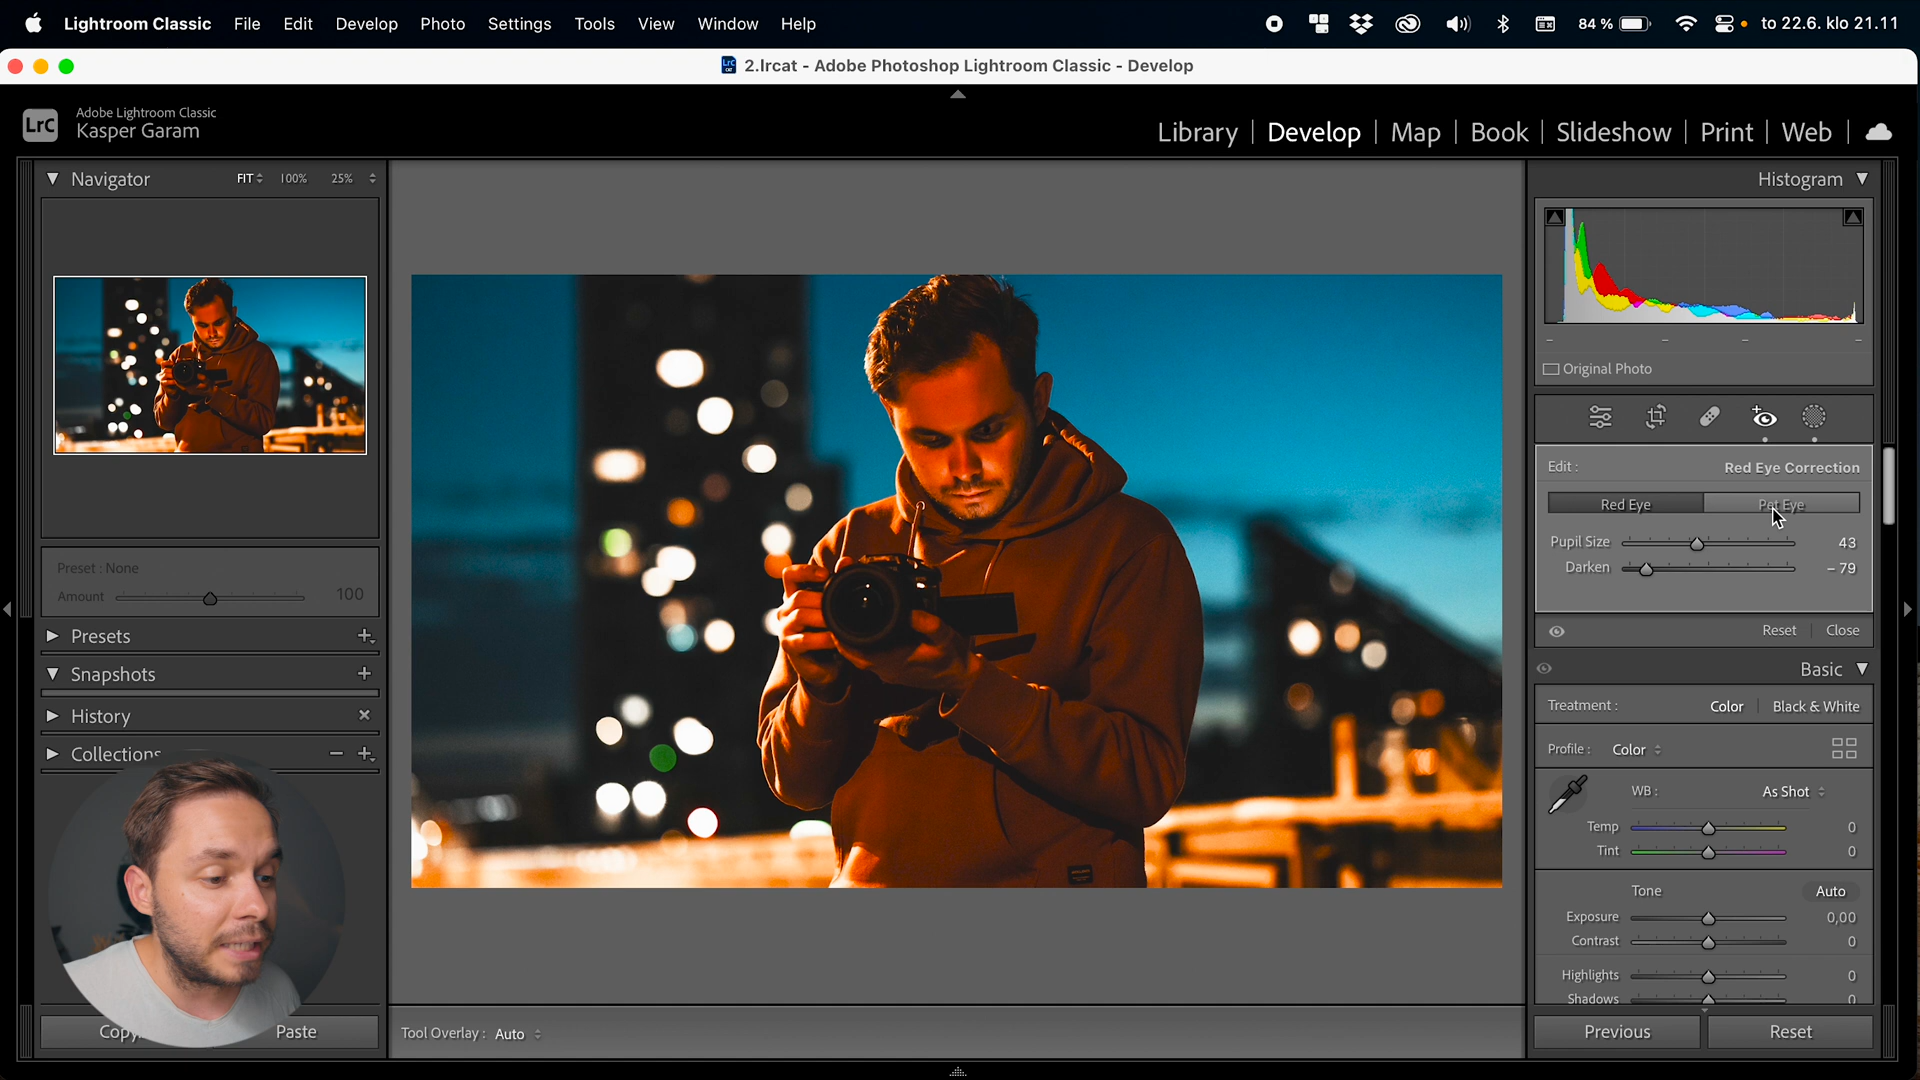 Lightroom Classic File Edit Develop Photo Settings Tools View Window Help 84 % to 22.6. klo 21.11
2.lrcat - Adobe Photoshop Lightroom Classic - Develop
LrC Adobe Lightroom Classic
Kasper Garam
Library | Develop | Map | Book | Slideshow | Print | Web
Navigator FIT 100% 25%
Histogram
Original Photo
Edit : Red Eye Correction
Red Eye Pet Eye
Pupil Size 43
Darken – 79
Reset Close
Preset : None
Amount 100
Presets
Snapshots
History
Collections
Basic
Treatment : Color Black & White
Profile : Color
WB : As Shot
Temp 0
Tint 0
Tone Auto
Exposure 0,00
Contrast 0
Highlights 0
Shadows 0
Paste
Tool Overlay : Auto
Previous Reset